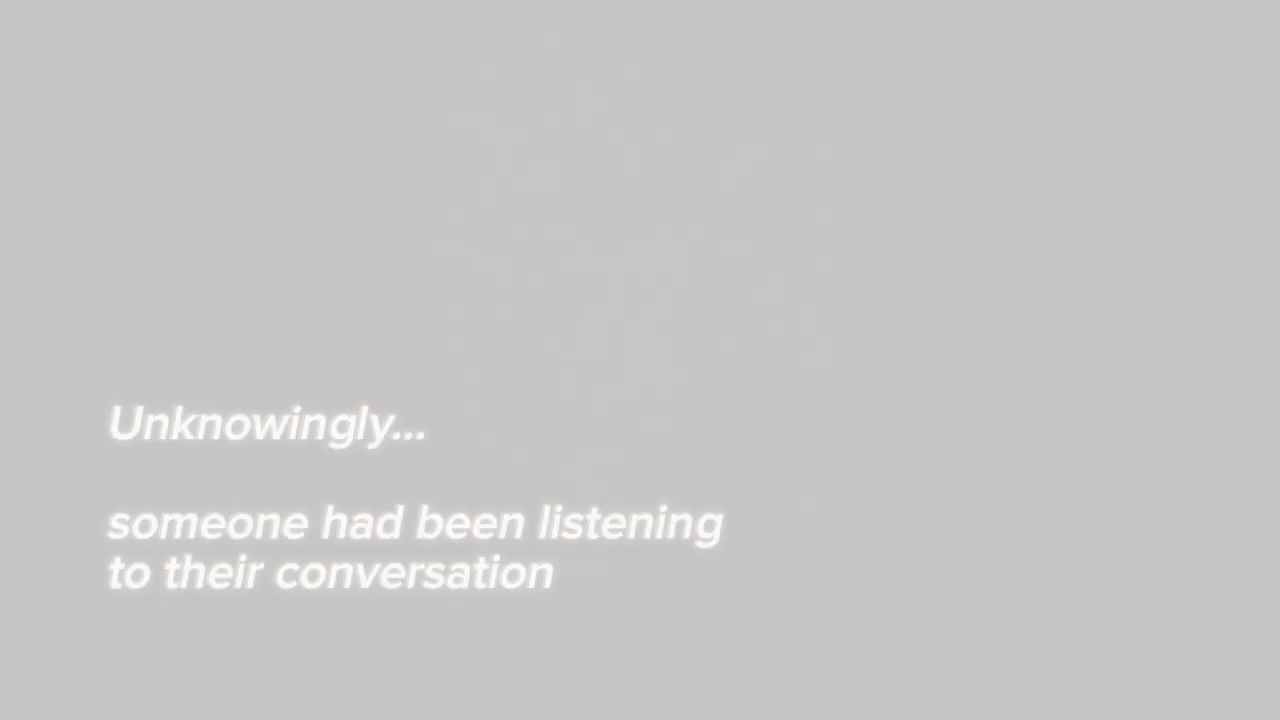 Unknowingly...
someone had been listening
to their conversation